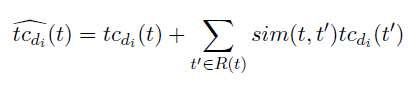 $\widehat{tc_{d_i}}(t) = tc_{d_i}(t) + \sum_{t' \in R(t)} sim(t, t') tc_{d_i}(t')$